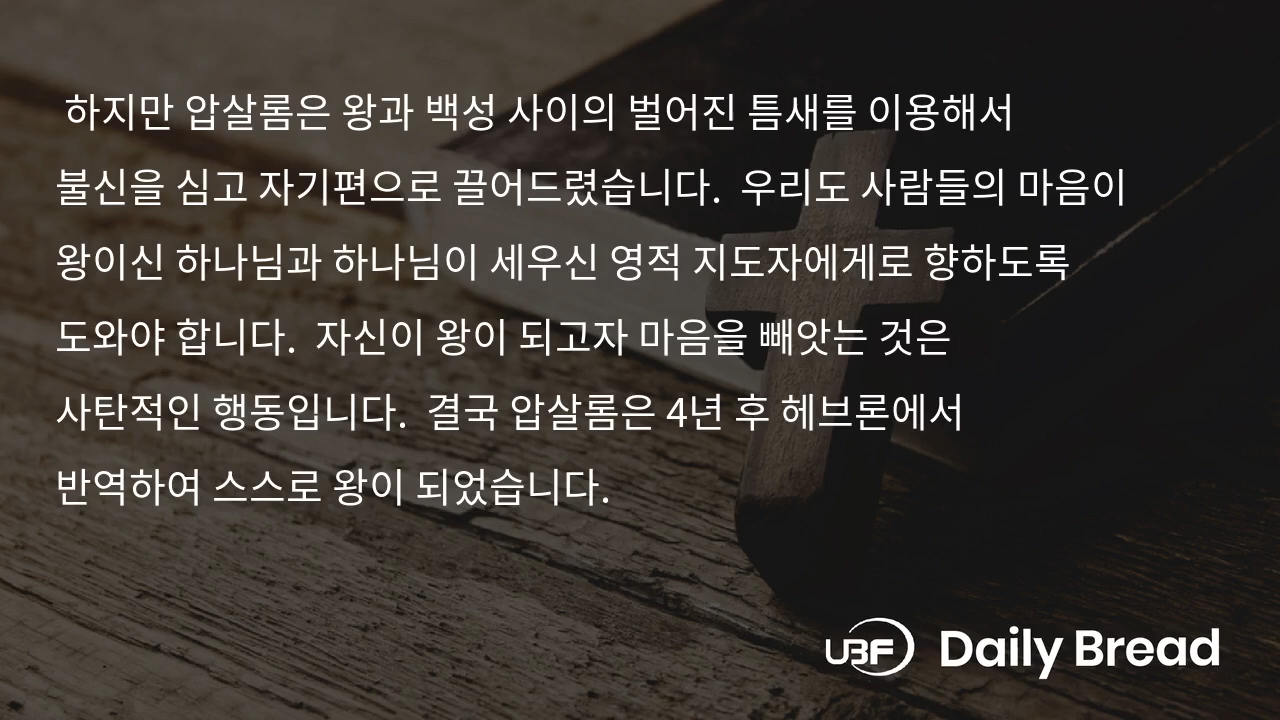 하지만 압살롬은 왕과 백성 사이의 벌어진 틈새를 이용해서
불신을 심고 자기편으로 끌어드렸습니다. 우리도 사람들의 마음이
왕이신 하나님과 하나님이 세우신 영적 지도자에게로 향하도록
도와야 합니다. 자신이 왕이 되고자 마음을 빼앗는 것은
사탄적인 행동입니다. 결국 압살롬은 4년 후 헤브론에서
반역하여 스스로 왕이 되었습니다.
UBF Daily Bread